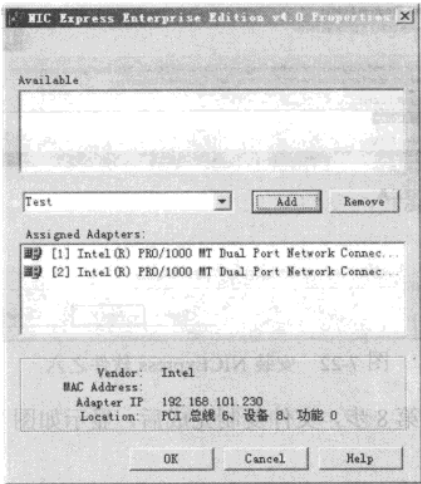 NIC Express Enterprise Edition v4.0 Properties
Available
Test
Add
Remove
Assigned Adapters:
[1] Intel(R) PRO/1000 MT Dual Port Network Connec...
[2] Intel(R) PRO/1000 MT Dual Port Network Connec...
Vendor: Intel
MAC Address:
Adapter IP 192.168.101.230
Location: PCI 总线 6、设备 8、功能 0
OK
Cancel
Help